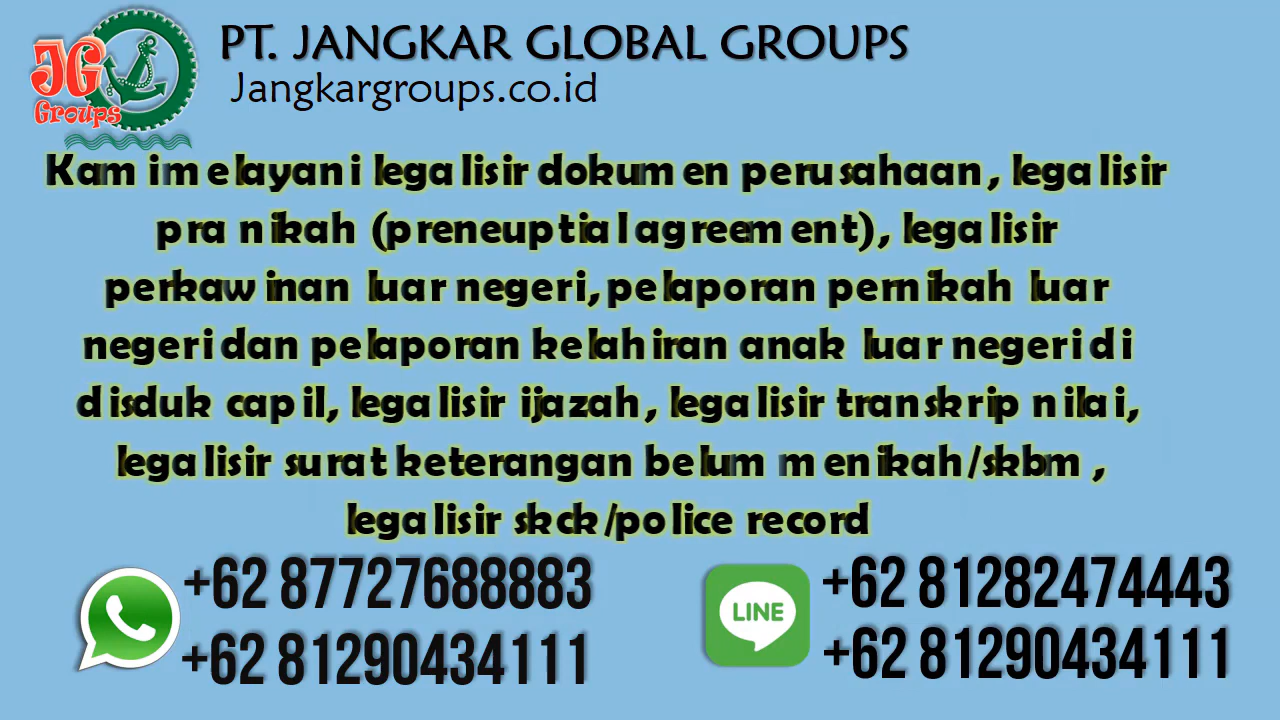 JG
Groups
PT. JANGKAR GLOBAL GROUPS
Jangkargroups.co.id
Kami melayani legalisir dokumen perusahaan, legalisir
pra nikah (preneuptial agreement), legalisir
perkawinan luar negeri, pelaporan pernikah luar
negeri dan pelaporan kelahiran anak luar negeri di
disduk capil, legalisir ijazah, legalisir transkrip nilai,
legalisir surat keterangan belum menikah/skbm ,
legalisir skck/police record
+62 87727688883
+62 81290434111
LINE
+62 81282474443
+62 81290434111